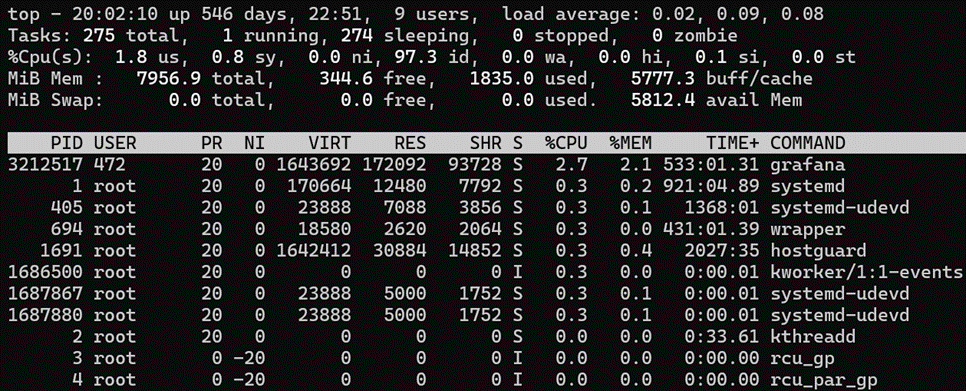 top - 20:02:10 up 546 days, 22:51,  9 users,  load average: 0.02, 0.09, 0.08
Tasks: 275 total,   1 running, 274 sleeping,   0 stopped,   0 zombie
%Cpu(s):  1.8 us,  0.8 sy,  0.0 ni, 97.3 id,  0.0 wa,  0.0 hi,  0.1 si,  0.0 st
MiB Mem :   7956.9 total,    344.6 free,   1835.0 used,   5777.3 buff/cache
MiB Swap:      0.0 total,      0.0 free,      0.0 used.   5812.4 avail Mem
    PID USER      PR  NI    VIRT    RES    SHR S  %CPU  %MEM     TIME+ COMMAND
3212517 472       20   0 1643692 172092  93728 S   2.7   2.1 533:01.31 grafana
      1 root      20   0  170664  12480   7792 S   0.3   0.2 921:04.89 systemd
    405 root      20   0   23888   7088   3856 S   0.3   0.1   1368:01 systemd-udevd
    694 root      20   0   18580   2620   2064 S   0.3   0.0 431:01.39 wrapper
   1691 root      20   0 1642412  30884  14852 S   0.3   0.4   2027:35 hostguard
1686500 root      20   0       0      0      0 I   0.3   0.0   0:00.01 kworker/1:1-events
1687867 root      20   0   23888   5000   1752 S   0.3   0.1   0:00.01 systemd-udevd
1687880 root      20   0   23888   5000   1752 S   0.3   0.1   0:00.01 systemd-udevd
      2 root      20   0       0      0      0 S   0.0   0.0   0:33.61 kthreadd
      3 root       0 -20       0      0      0 I   0.0   0.0   0:00.00 rcu_gp
      4 root       0 -20       0      0      0 I   0.0   0.0   0:00.00 rcu_par_gp